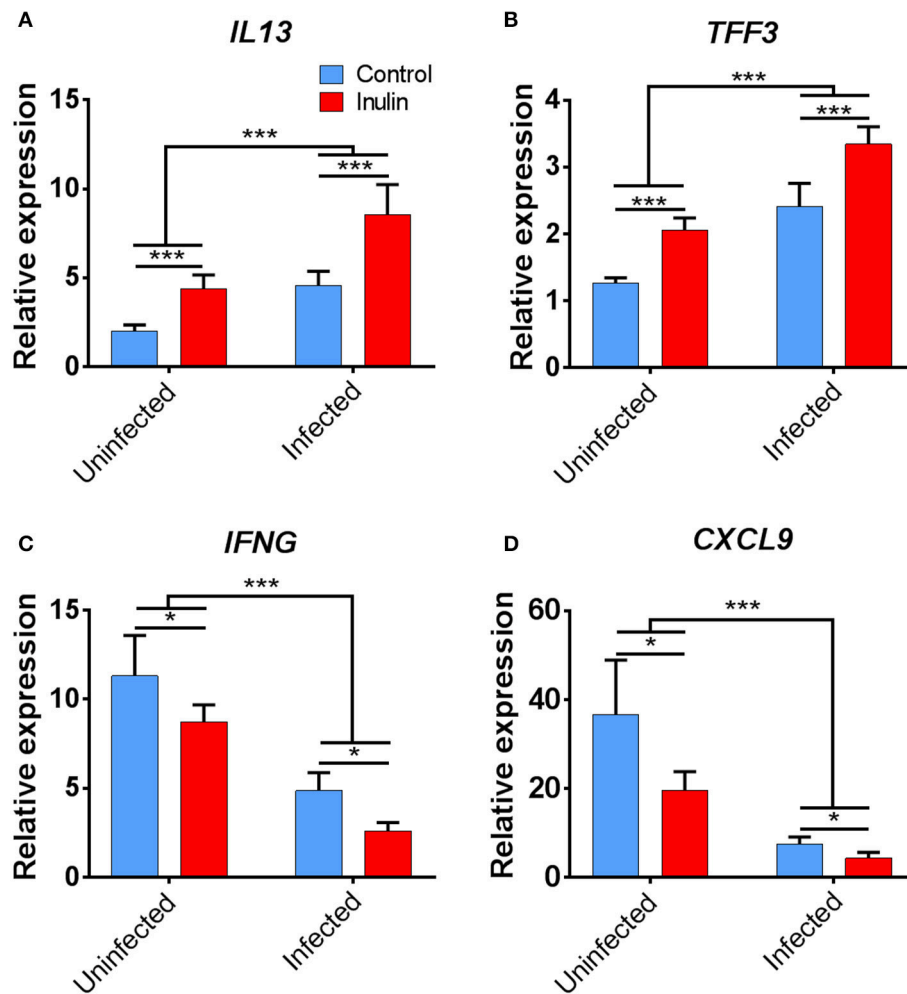 A
IL13
Control
Inulin
Relative expression
15
10
5
0
***
***
***
Uninfected
Infected
B
TFF3
Relative expression
4
3
2
1
0
***
***
***
Uninfected
Infected
C
IFNG
Relative expression
15
10
5
0
***
*
*
Uninfected
Infected
D
CXCL9
Relative expression
60
40
20
0
***
*
*
Uninfected
Infected